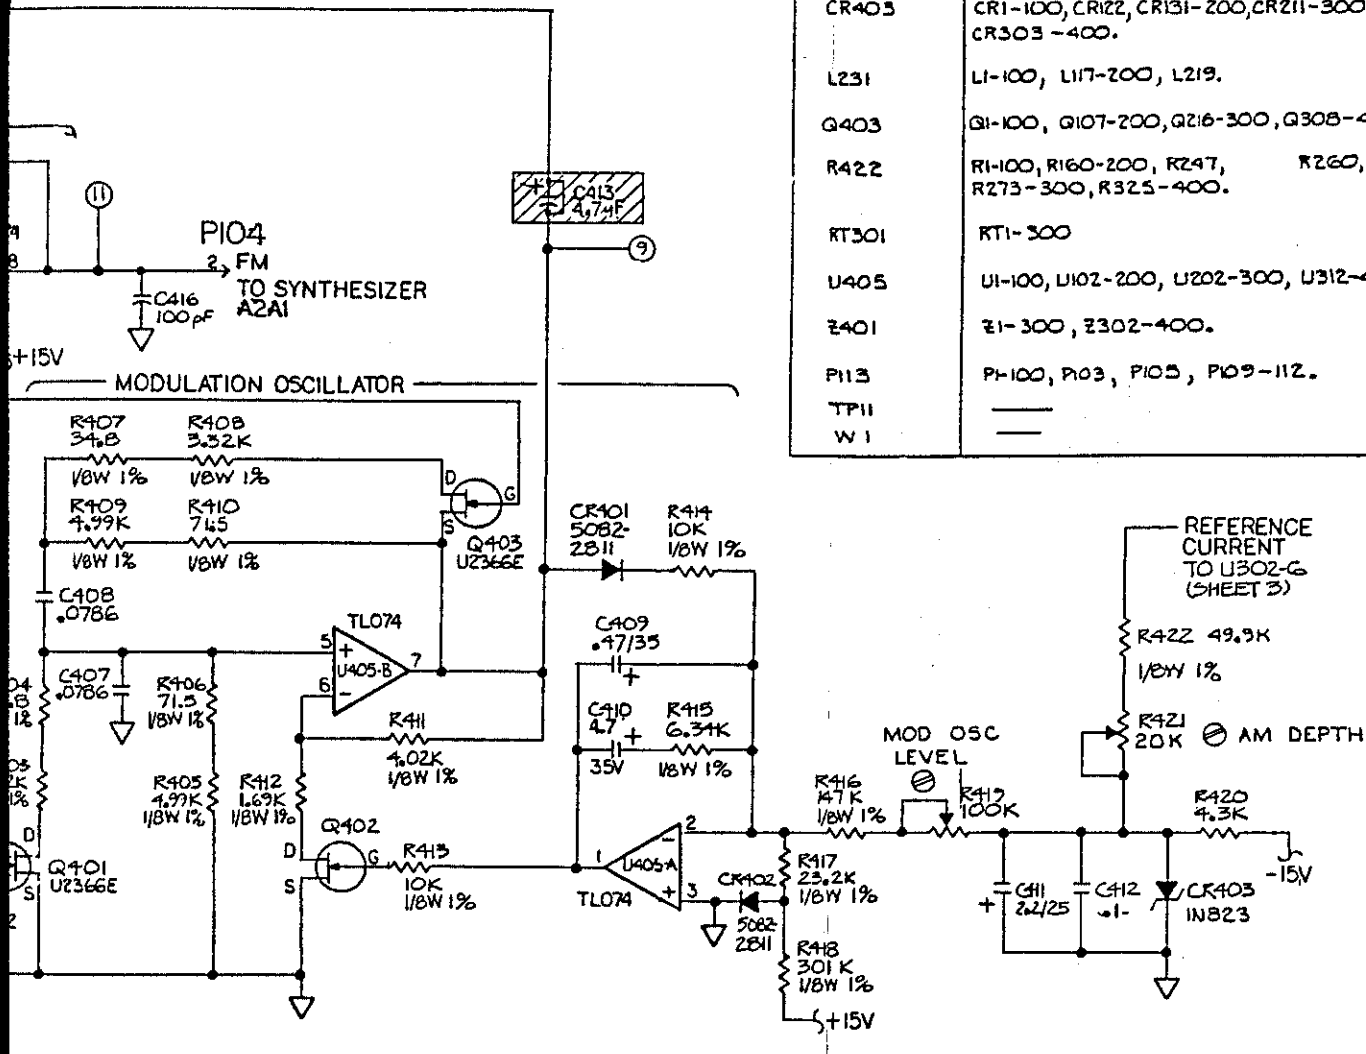 CR403 CR1-100, CR122, CR131-200, CR211-300
CR303-400.
L231 L1-100, L117-200, L219.
Q403 Q1-100, Q107-200, Q216-300, Q308-4
R422 R1-100, R160-200, R247, R260,
R273-300, R325-400.
RT301 RT1-300
U405 U1-100, U102-200, U202-300, U312-4
Z401 Z1-300, Z302-400.
P113 P1-100, P103, P105, P109-112.
TP11
W1
C413
4.7µF
9
11
8
P104
2 FM
TO SYNTHESIZER
A2A1
C416
100pF
+15V
MODULATION OSCILLATOR
R407
34.8
1/8W 1%
R408
3.32K
1/8W 1%
R409
4.99K
1/8W 1%
R410
71.5
1/8W 1%
D
G
S
Q403
U2366E
C408
.0786
C407
.0786
R406
71.5
1/8W 1%
R405
4.99K
1/8W 1%
TL074
5
+
U405-B
7
6
−
R411
4.02K
1/8W 1%
R412
1.69K
1/8W 1%
Q402
D
G
S
R413
10K
1/8W 1%
D
Q401
U2366E
S
2
CR401
5082-
2811
R414
10K
1/8W 1%
C409
.47/35
+
C410
4.7
+
35V
R415
6.34K
1/8W 1%
2
−
1
U405-A
+
3
TL074
CR402
5082-
2811
R416
147K
1/8W 1%
R417
23.2K
1/8W 1%
R418
301K
1/8W 1%
+15V
MOD OSC
LEVEL
R419
100K
REFERENCE
CURRENT
TO U302-6
(SHEET 3)
R422 49.9K
1/8W 1%
R421
20K
AM DEPTH
R420
4.3K
-15V
C411
+ 2.2/25
C412
.1-
CR403
1N823